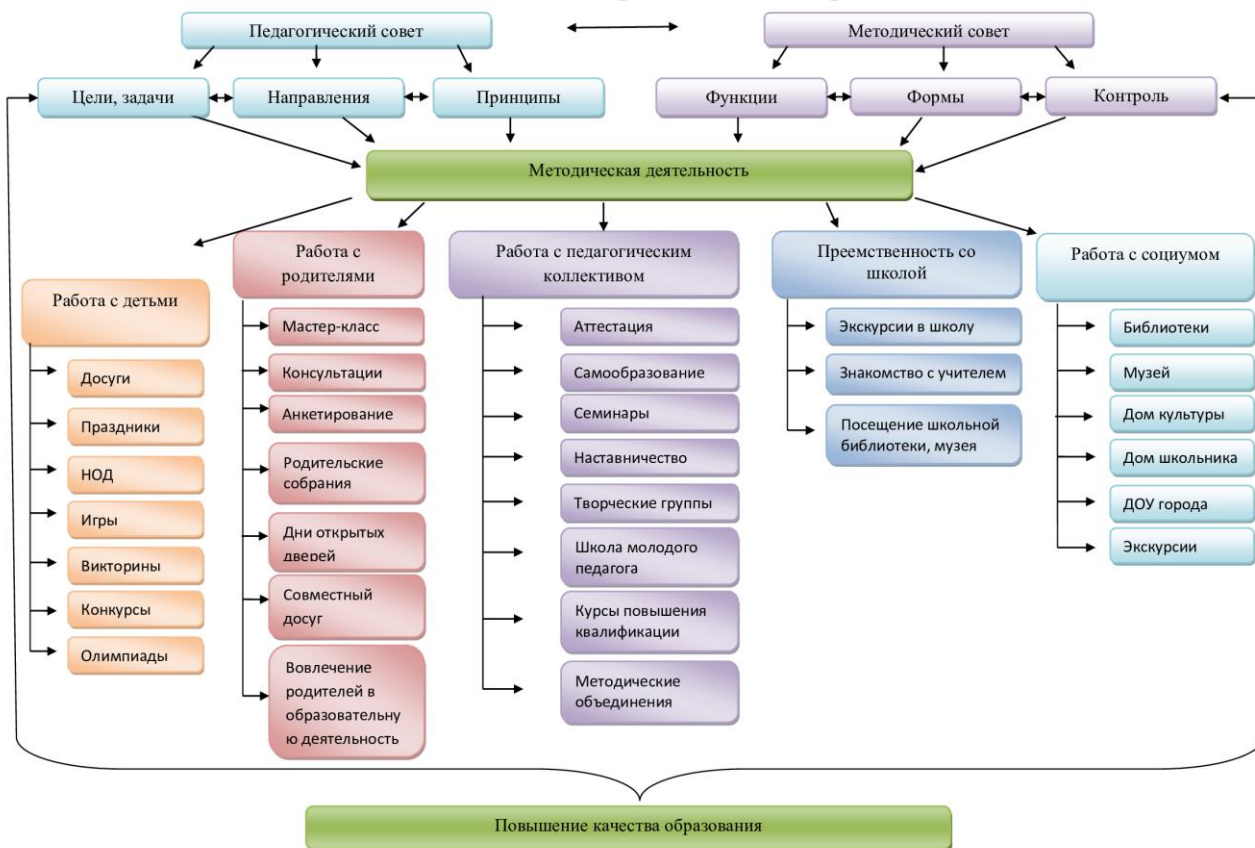 Педагогический совет
Методический совет
Цели, задачи
Направления
Принципы
Функции
Формы
Контроль
Методическая деятельность
Работа с детьми
Досуги
Праздники
НОД
Игры
Викторины
Конкурсы
Олимпиады
Работа с
родителями
Мастер-класс
Консультации
Анкетирование
Родительские
собрания
Дни открытых
дверей
Совместный
досуг
Вовлечение
родителей в
образовательну
ю деятельность
Работа с педагогическим
коллективом
Аттестация
Самообразование
Семинары
Наставничество
Творческие группы
Школа молодого
педагога
Курсы повышения
квалификации
Методические
объединения
Преемственность со
школой
Экскурсии в школу
Знакомство с учителем
Посещение школьной
библиотеки, музея
Работа с социумом
Библиотеки
Музей
Дом культуры
Дом школьника
ДОУ города
Экскурсии
Повышение качества образования